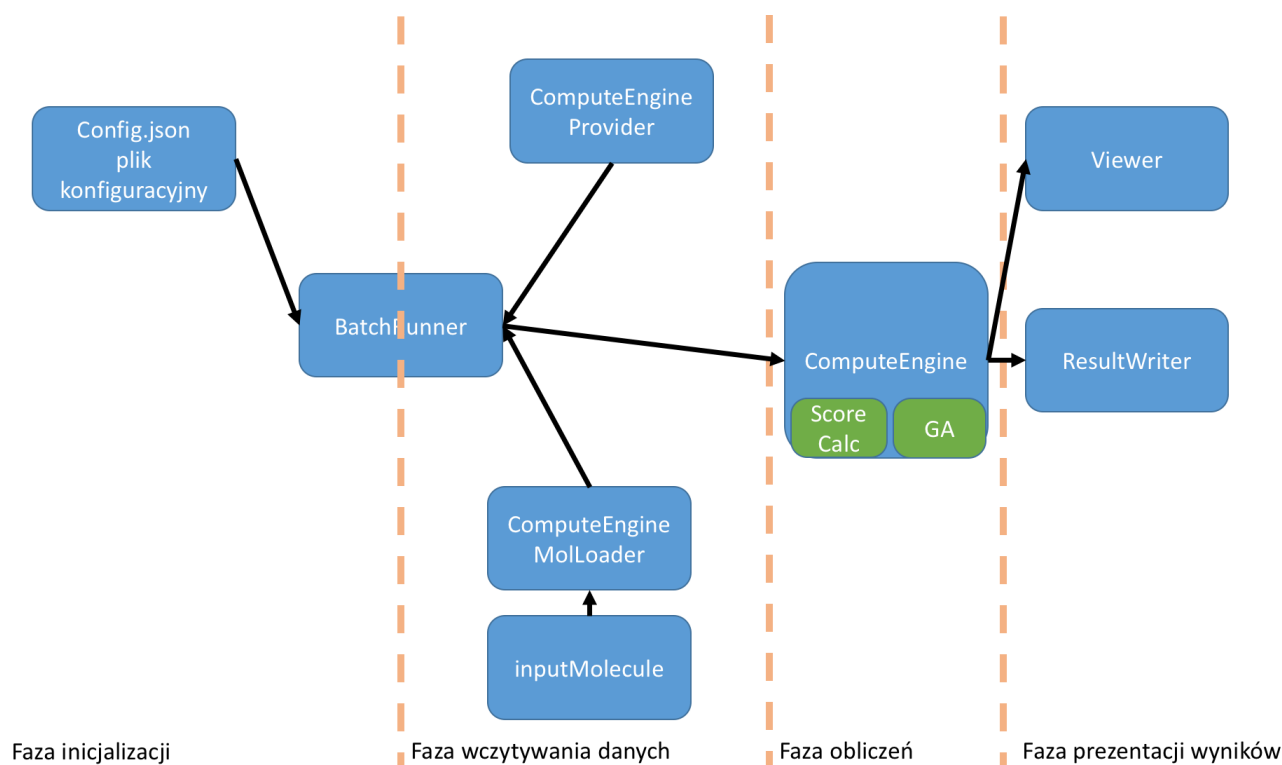 Config.json
plik
konfiguracyjny
ComputeEngine
Provider
Viewer
BatchRunner
ComputeEngine
ResultWriter
Score
Calc
GA
ComputeEngine
MolLoader
inputMolecule
Faza inicjalizacji
Faza wczytywania danych
Faza obliczeń
Faza prezentacji wyników